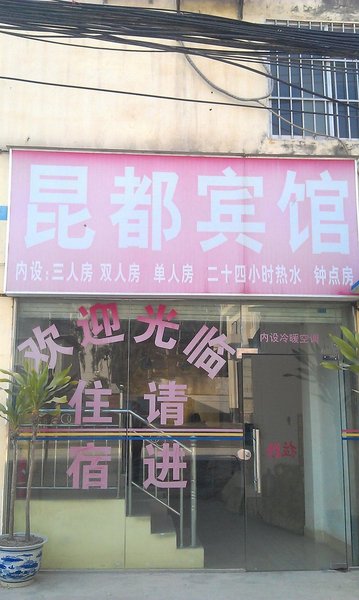 昆都宾馆
内设：三人房 双人房 单人房 二十四小时热水 钟点房
内设冷暖空调
欢迎光临
住宿
请进